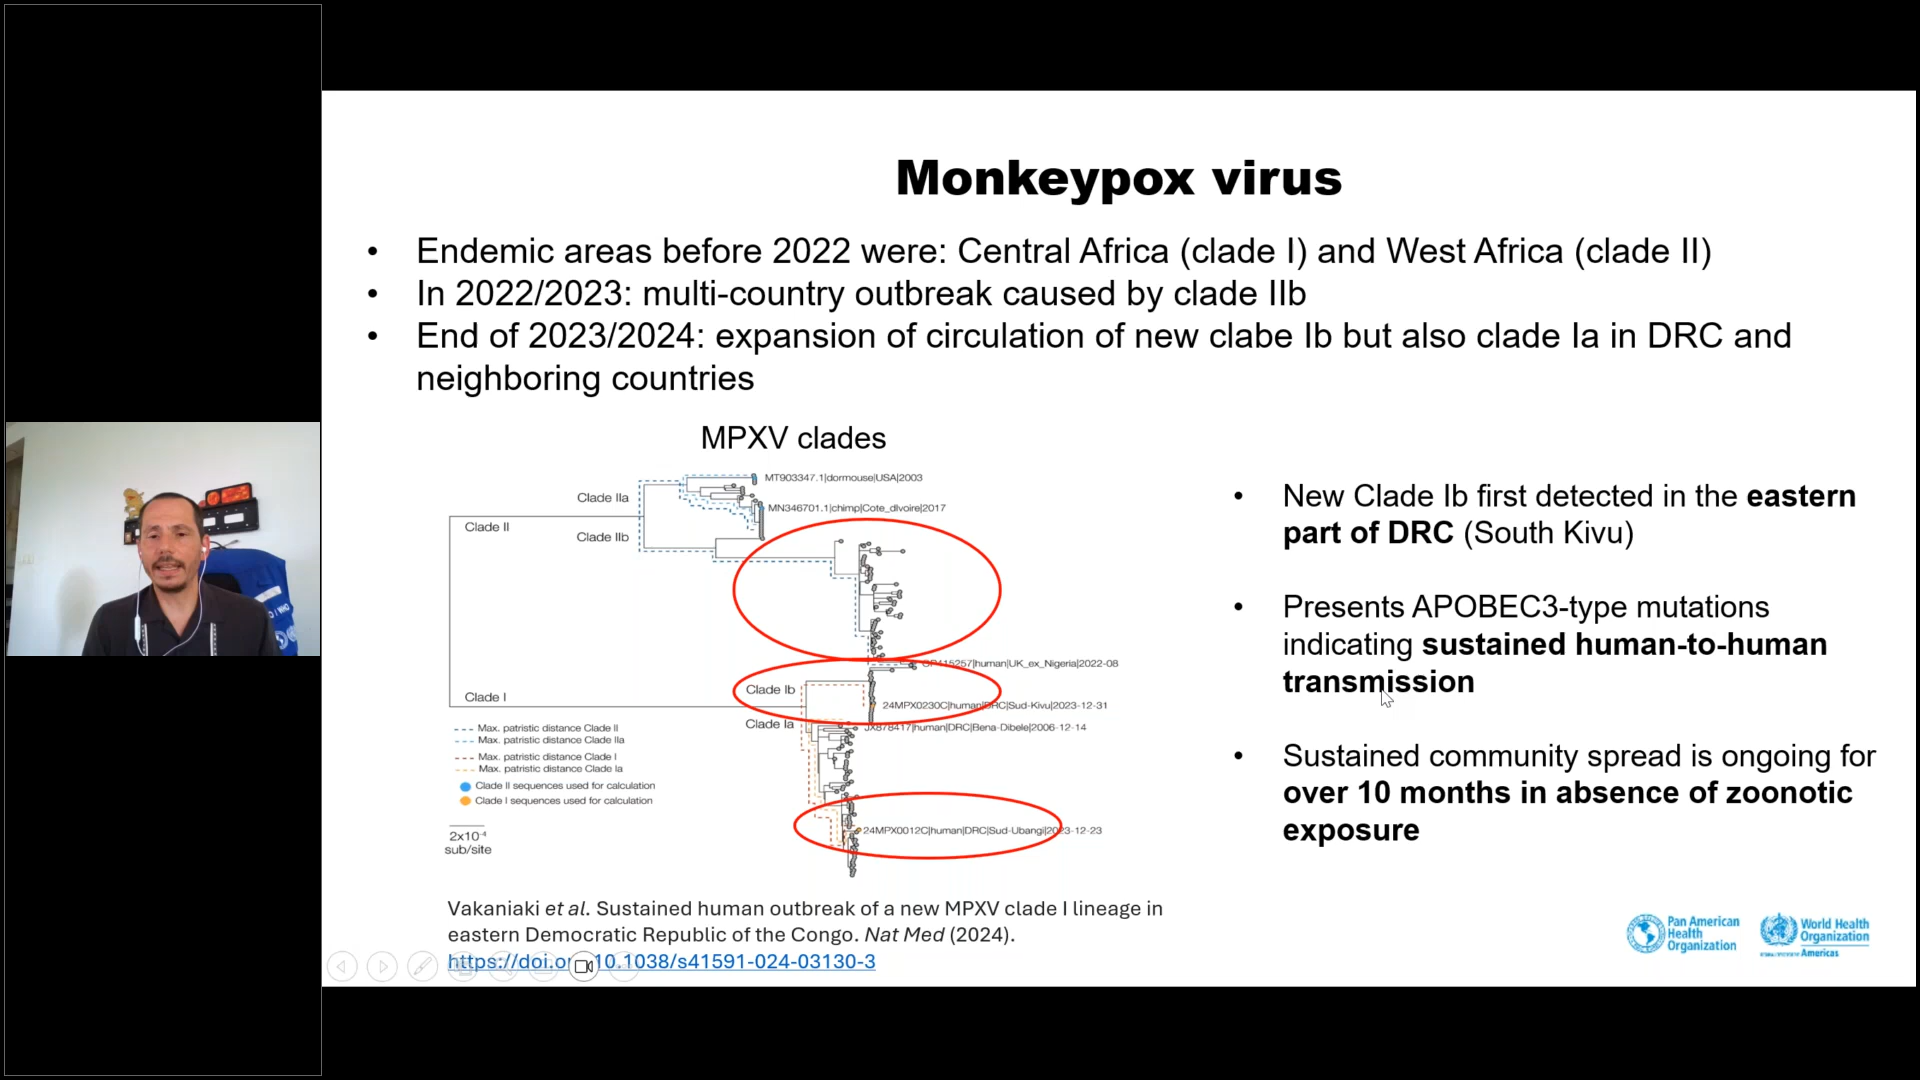 Monkeypox virus
• Endemic areas before 2022 were: Central Africa (clade I) and West Africa (clade II)
• In 2022/2023: multi-country outbreak caused by clade IIb
• End of 2023/2024: expansion of circulation of new clabe Ib but also clade Ia in DRC and
neighboring countries
MPXV clades
MT903347.1|dormouse|USA|2003
Clade IIa
MN346701.1|chimp|Cote_dIvoire|2017
Clade II
Clade IIb
OP415257|human|UK_ex_Nigeria|2022-08
Clade Ib
Clade I
24MPX0230C|human|DRC|Sud-Kivu|2023-12-31
Clade Ia
JX878417|human|DRC|Bena-Dibele|2006-12-14
Max. patristic distance Clade II
Max. patristic distance Clade IIa
Max. patristic distance Clade I
Max. patristic distance Clade Ia
Clade II sequences used for calculation
Clade I sequences used for calculation
24MPX0012C|human|DRC|Sud-Ubangi|2023-12-23
2x10⁻⁴
sub/site
• New Clade Ib first detected in the eastern
part of DRC (South Kivu)
• Presents APOBEC3-type mutations
indicating sustained human-to-human
transmission
• Sustained community spread is ongoing for
over 10 months in absence of zoonotic
exposure
Vakaniaki et al. Sustained human outbreak of a new MPXV clade I lineage in
eastern Democratic Republic of the Congo. Nat Med (2024).
https://doi.or 10.1038/s41591-024-03130-3
Pan American
Health
Organization
World Health
Organization
Americas
WHO